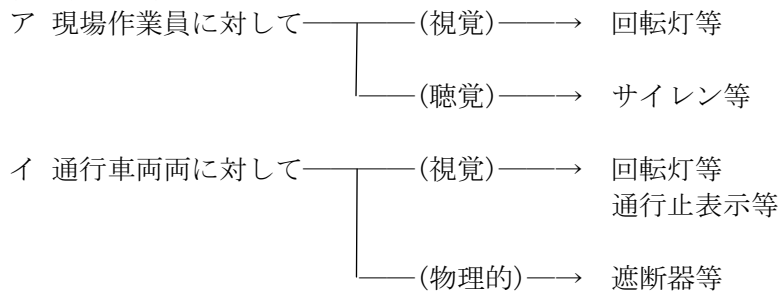 ア 現場作業員に対して (視覚) 回転灯等
(聴覚) サイレン等
イ 通行車両両に対して (視覚) 回転灯等
通行止表示等
(物理的) 遮断器等